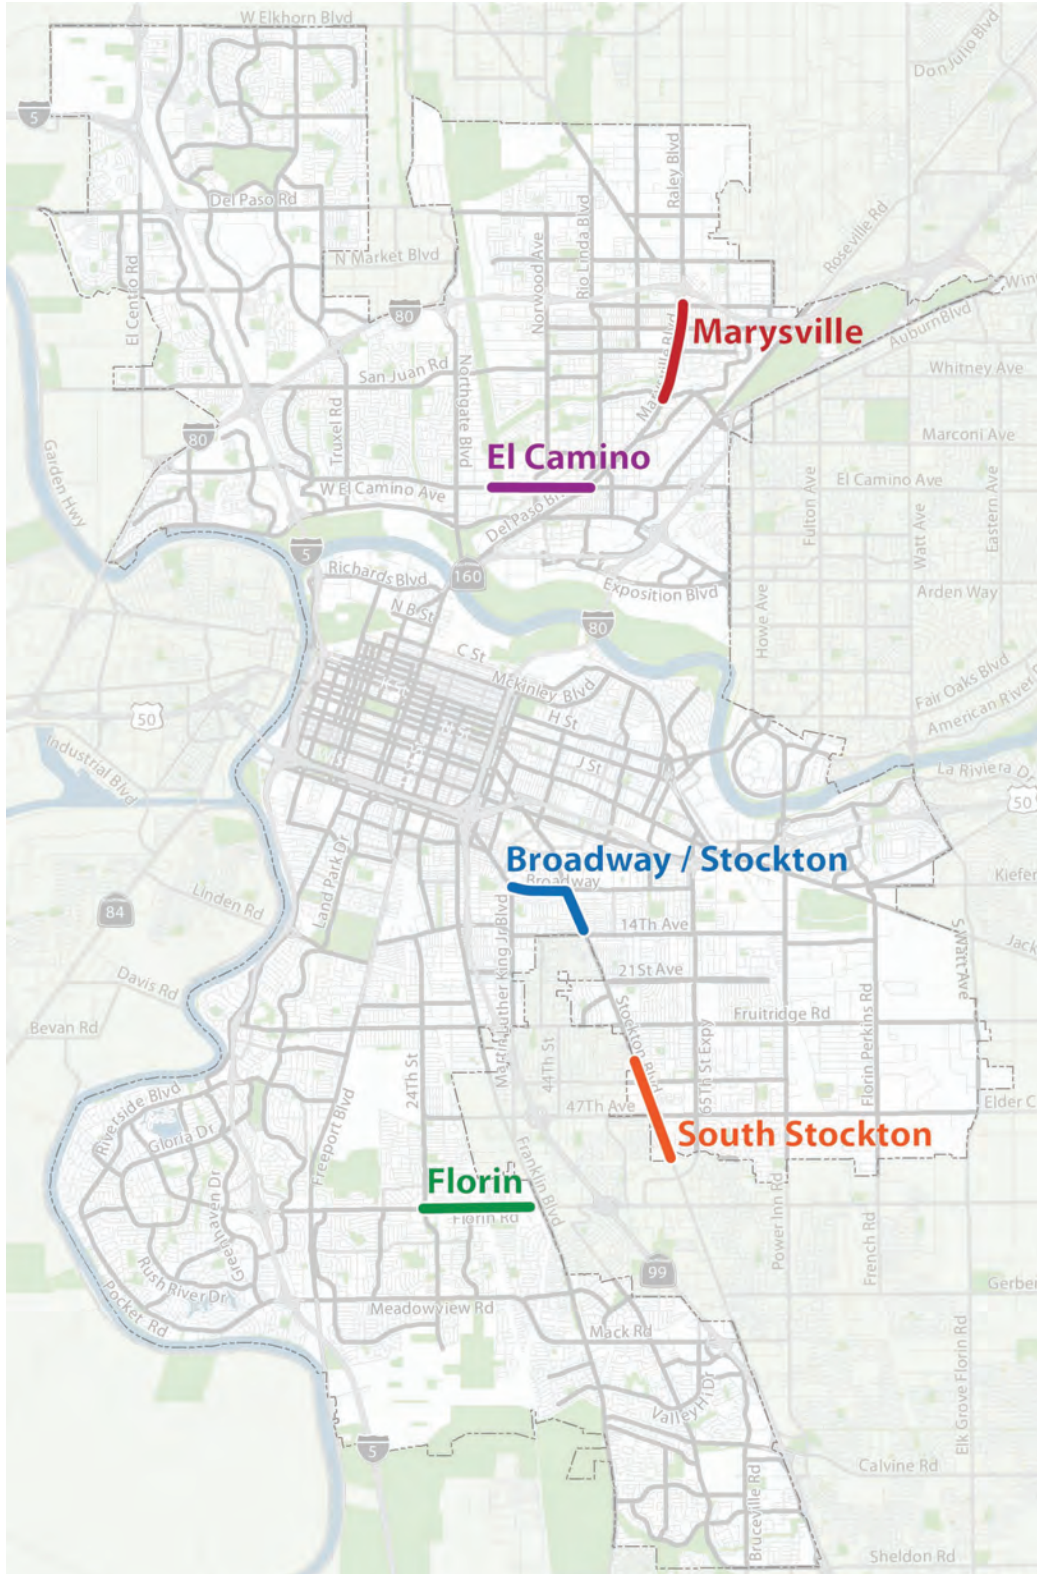 W Elkhorn Blvd
Don Julio Blvd
5
Raley Blvd
Del Paso Rd
Rio Linda Blvd
Roseville Rd
N Market Blvd
Norwood Ave
El Centro Rd
80
Marysville
Marysville Blvd
Auburn Blvd
San Juan Rd
Northgate Blvd
Whitney Ave
Truxel Rd
80
Marconi Ave
Garden Hwy
El Camino
W El Camino Ave
El Camino Ave
Fulton Ave
Watt Ave
Eastern Ave
Del Paso Blvd
5
Richards Blvd
160
Exposition Blvd
Arden Way
N B St
80
Howe Ave
C St
McKinley Blvd
Fair Oaks Blvd
American River
H St
50
J St
Industrial Blvd
La Riviera Dr
50
Land Park Dr
Broadway / Stockton
Broadway
Kiefer
Linden Rd
84
14Th Ave
S Watt Ave
Jack
Martin Luther King Jr Blvd
21St Ave
Davis Rd
Stockton Blvd
Bevan Rd
Fruitridge Rd
24Th St
44Th St
65Th St Expy
Florin Perkins Rd
Riverside Blvd
47Th Ave
Elder C
Gloria Dr
Freeport Blvd
South Stockton
Franklin Blvd
Florin
Florin Rd
Greenhaven Dr
Power Inn Rd
French Rd
Rush River Dr
99
Gerber
Pocket Rd
Meadowview Rd
Mack Rd
Elk Grove Florin Rd
Valley Hi Dr
5
Calvine Rd
Bruceville Rd
Sheldon Rd